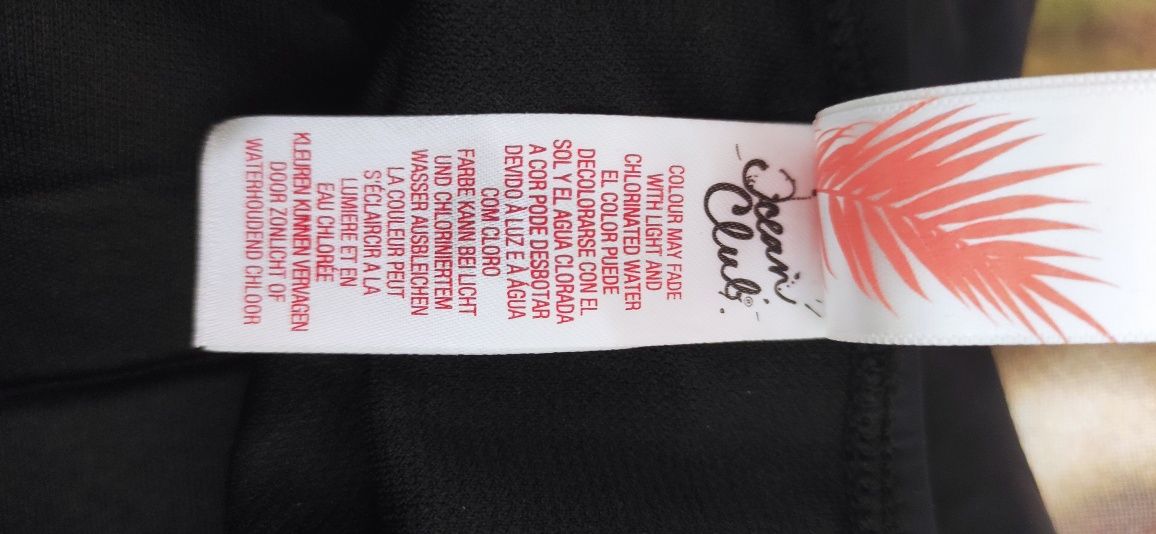 Ocean
Club®
COLOUR MAY FADE
WITH LIGHT AND
CHLORINATED WATER
EL COLOR PUEDE
DECOLORARSE CON EL
SOL Y EL AGUA CLORADA
A COR PODE DESBOTAR
DEVIDO À LUZ E À ÁGUA
COM CLORO
FARBE KANN BEI LICHT
UND CHLORINIERTEM
WASSER AUSBLEICHEN
LA COULEUR PEUT
S'ÉCLAIRCIR A LA
LUMIERE ET EN
EAU CHLORÉE
KLEUREN KUNNEN VERVAGEN
DOOR ZONLICHT OF
WATERHOUDEND CHLOOR